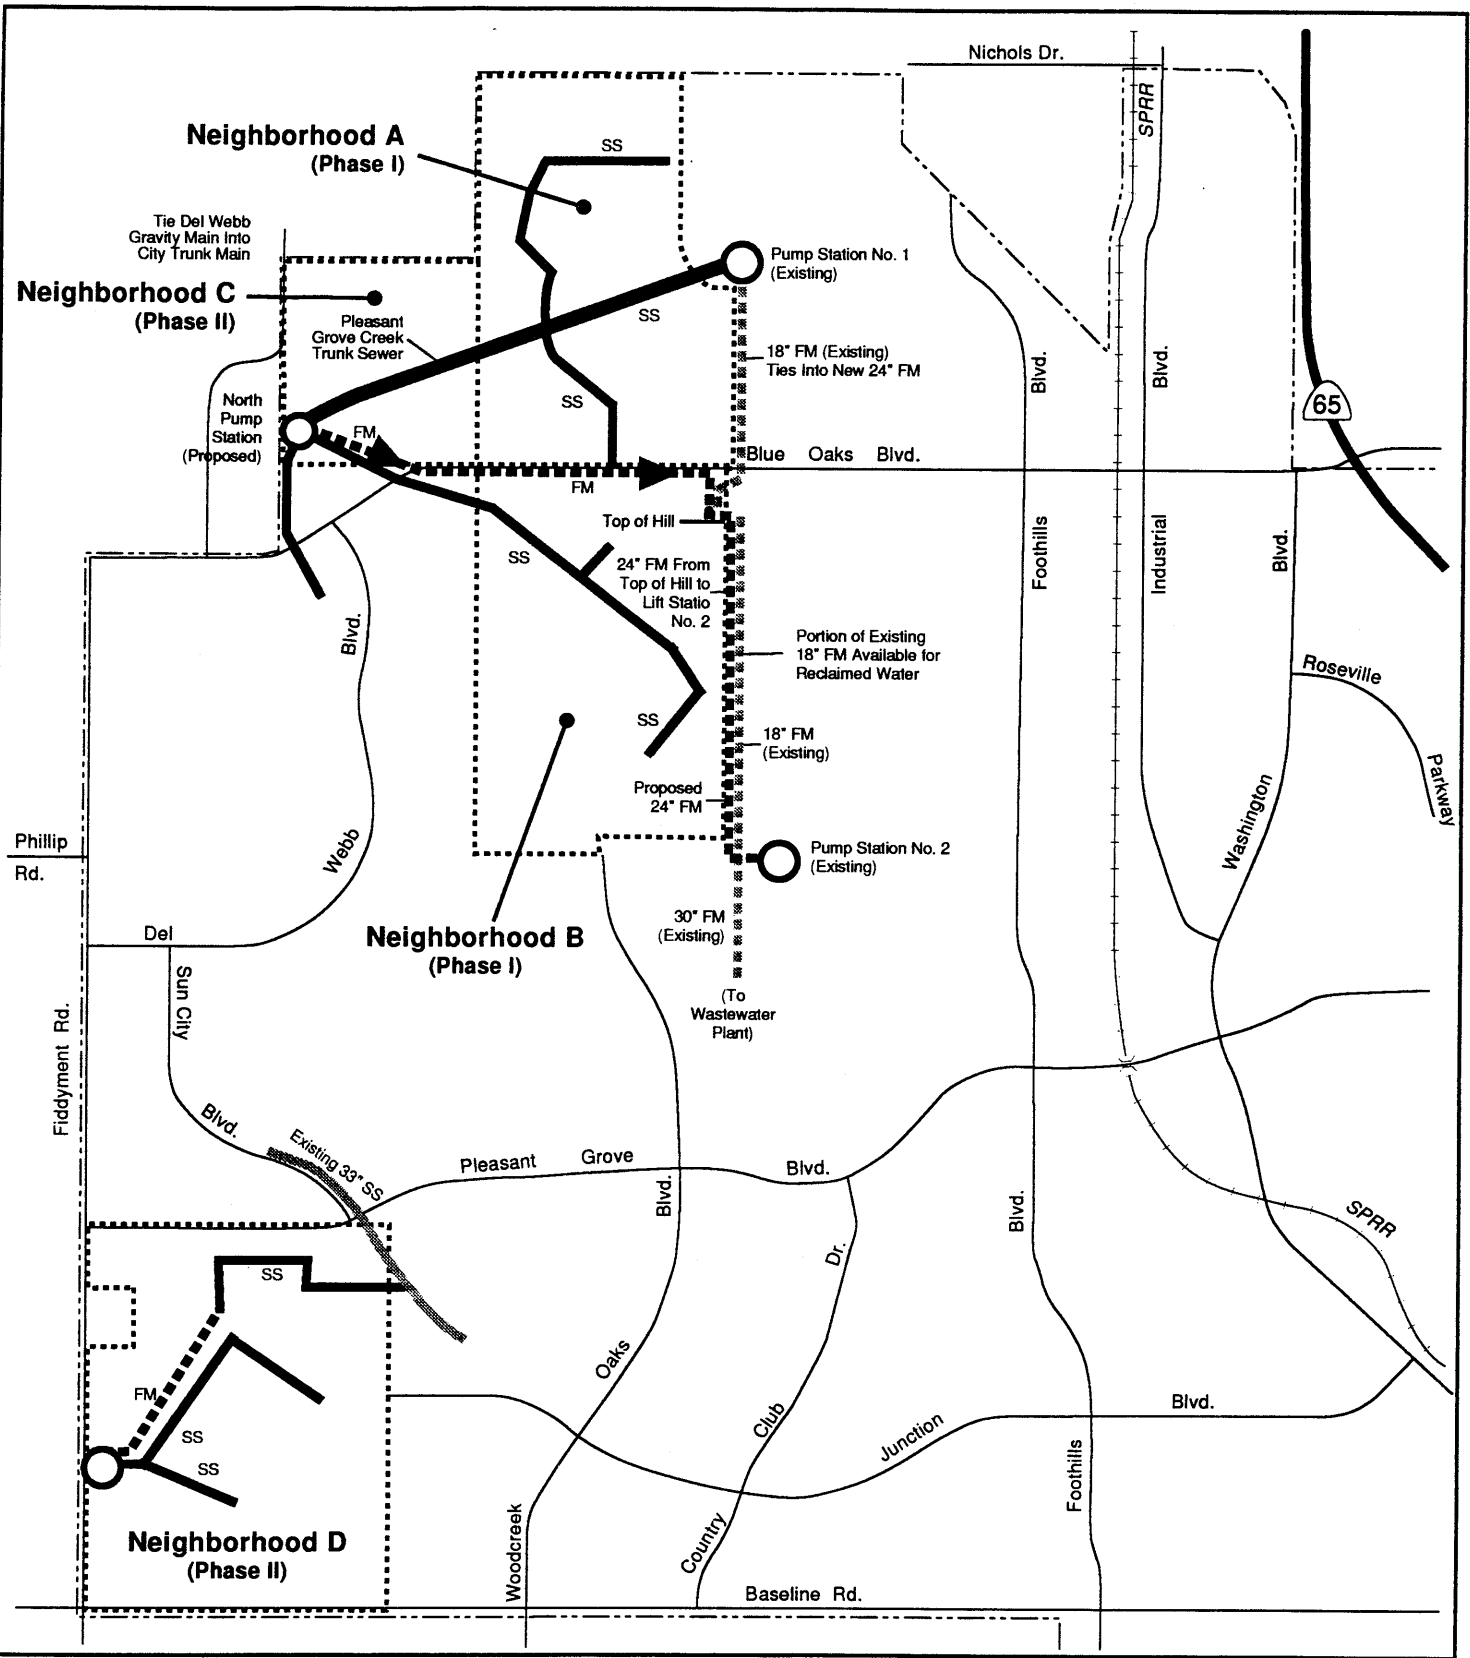 Nichols Dr.
SPRR
Neighborhood A
(Phase I)
SS
Tie Del Webb
Gravity Main Into
City Trunk Main
Pump Station No. 1
(Existing)
Neighborhood C
(Phase II)
Pleasant
Grove Creek
Trunk Sewer
SS
18" FM (Existing)
Ties Into New 24" FM
Blvd.
Blvd.
65
North
Pump
Station
(Proposed)
FM
SS
Blue Oaks Blvd.
FM
Top of Hill
SS
24" FM From
Top of Hill to
Lift Statio
No. 2
Foothills
Industrial
Blvd.
Blvd.
Portion of Existing
18" FM Available for
Reclaimed Water
Roseville
Parkway
SS
18" FM
(Existing)
Proposed
24" FM
Washington
Phillip
Rd.
Webb
Pump Station No. 2
(Existing)
Del
Neighborhood B
(Phase I)
30" FM
(Existing)
Sun City
(To
Wastewater
Plant)
Fiddyment Rd.
Blvd.
Existing 33" SS
Pleasant Grove Blvd.
Blvd.
Blvd.
SPRR
Dr.
SS
Oaks
FM
SS
SS
Club
Junction
Blvd.
Foothills
Neighborhood D
(Phase II)
Woodcreek
Country
Baseline Rd.